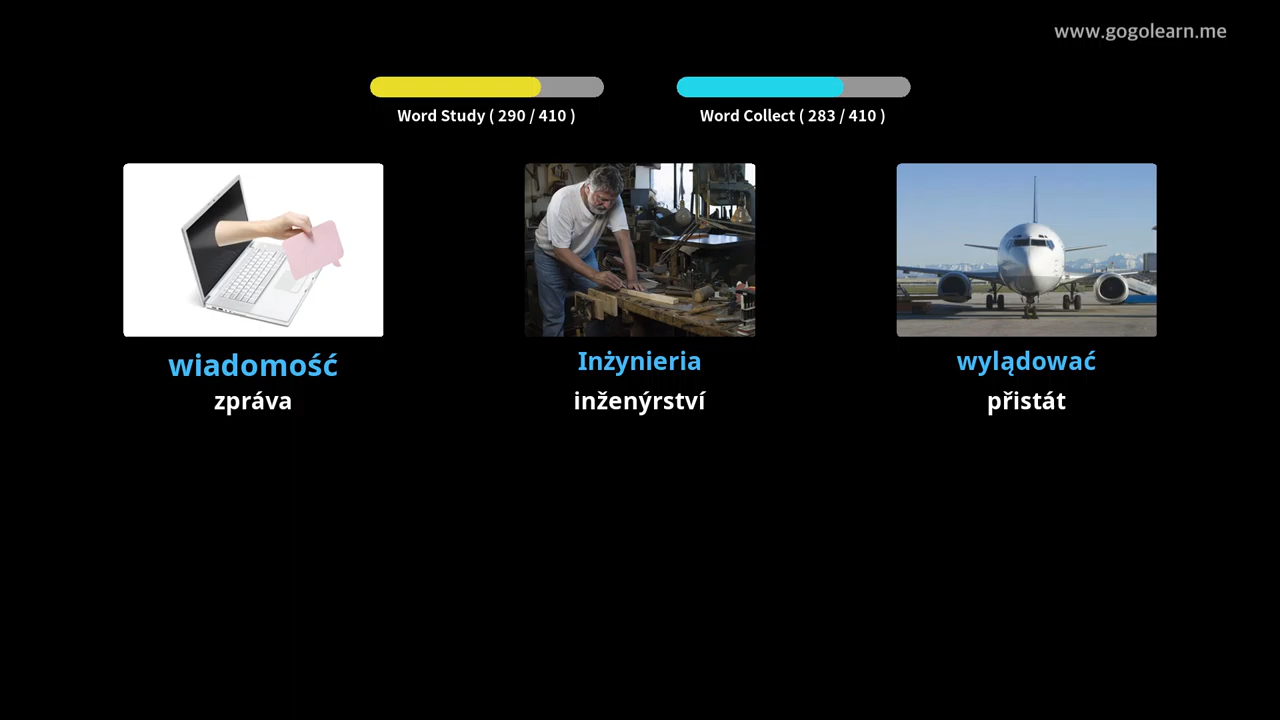 www.gogolearn.me
Word Study ( 290 / 410 )
Word Collect ( 283 / 410 )
wiadomość
zpráva
Inżynieria
inženýrství
wylądować
přistát